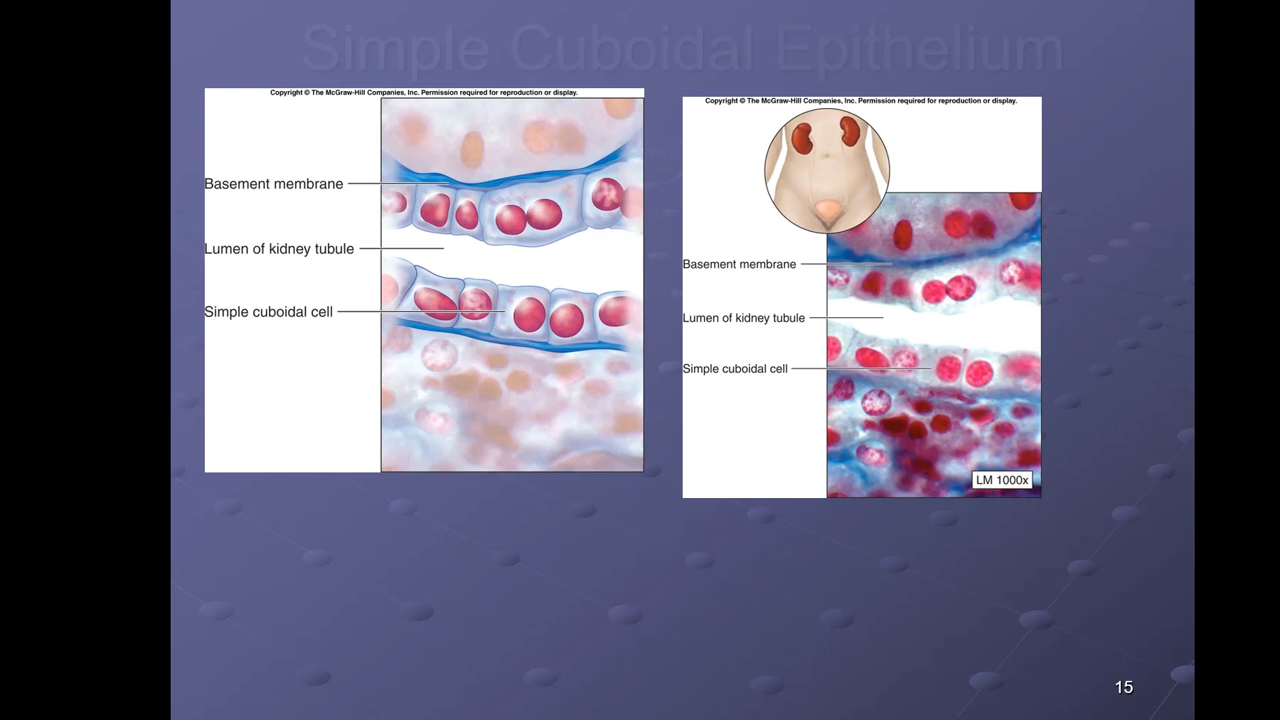 Simple Cuboidal Epithelium
Copyright © The McGraw-Hill Companies, Inc. Permission required for reproduction or display.
Basement membrane
Lumen of kidney tubule
Simple cuboidal cell
Copyright © The McGraw-Hill Companies, Inc. Permission required for reproduction or display.
Basement membrane
Lumen of kidney tubule
Simple cuboidal cell
LM 1000x
15